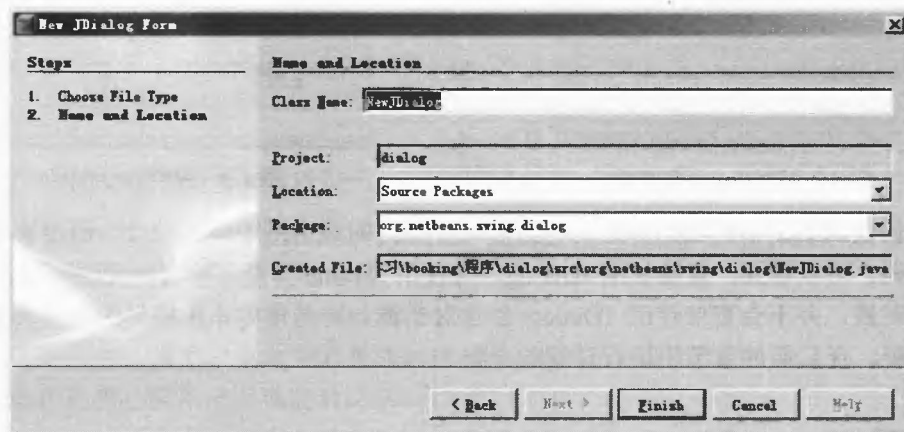 New JDialog Form
Steps
1. Choose File Type
2. Name and Location
Name and Location
Class Name: NewJDialog
Project: dialog
Location: Source Packages
Package: org.netbeans.swing.dialog
Created File: 习\booking\程序\dialog\src\org\netbeans\swing\dialog\NewJDialog.java
< Back
Next >
Finish
Cancel
Help